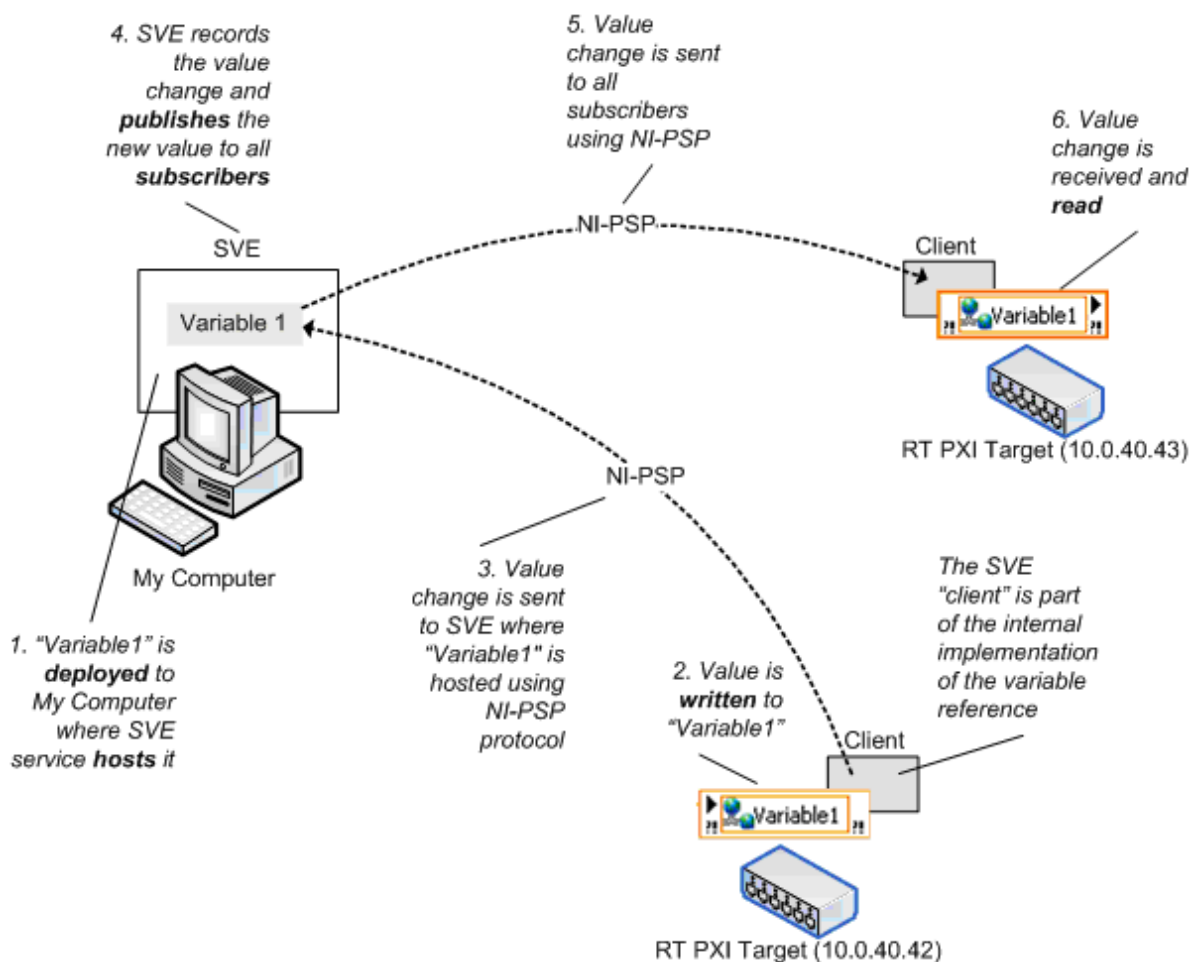 4. SVE records
the value
change and
publishes the
new value to all
subscribers
SVE
Variable 1
My Computer
1. “Variable1” is
deployed to
My Computer
where SVE
service hosts it
5. Value
change is sent
to all
subscribers
using NI-PSP
NI-PSP
6. Value
change is
received and
read
Client
?!
Variable1
?!
RT PXI Target (10.0.40.43)
NI-PSP
3. Value
change is sent
to SVE where
"Variable1" is
hosted using
NI-PSP
protocol
2. Value is
written to
“Variable1”
The SVE
“client” is part
of the internal
implementation
of the variable
reference
Client
?!
Variable1
?!
RT PXI Target (10.0.40.42)